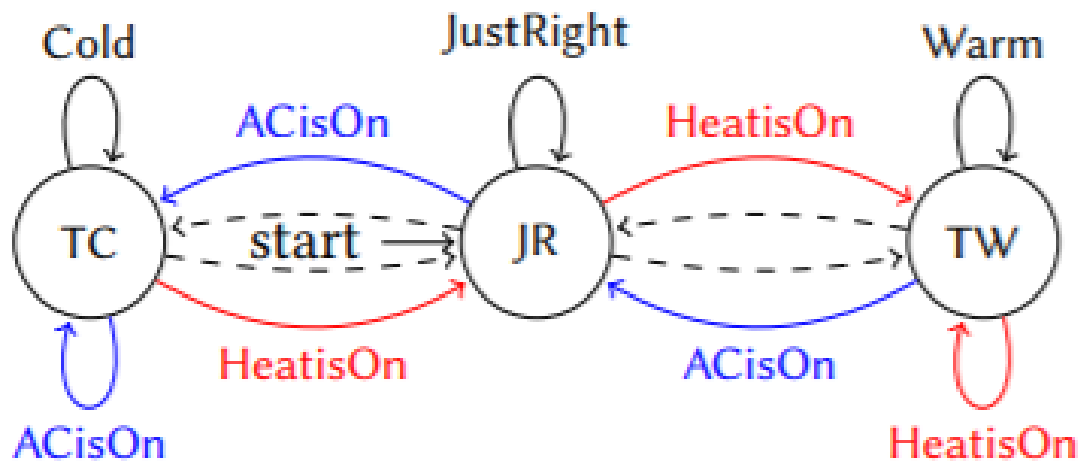 Cold
JustRight
Warm
ACisOn
HeatisOn
TC
start
JR
TW
HeatisOn
ACisOn
ACisOn
HeatisOn